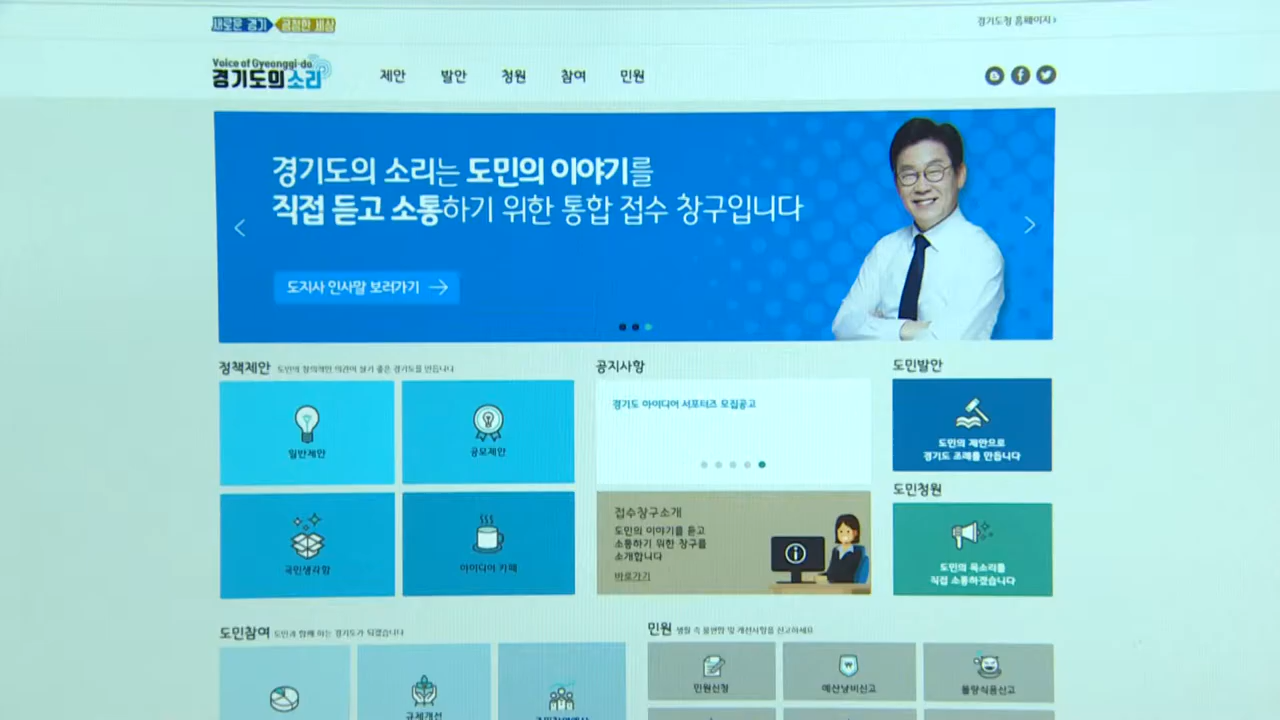 새로운 경기 공정한 세상
경기도청 홈페이지 >
Voice of Gyeonggi-do
경기도의소리
제안 발안 청원 참여 민원
경기도의 소리는 도민의 이야기를
직접 듣고 소통하기 위한 통합 접수 창구입니다
도지사 인사말 보러가기
정책제안 도민의 창의적인 의견이 살기 좋은 경기도를 만듭니다
일반제안
공모제안
국민생각함
아이디어 카페
공지사항
경기도 아이디어 서포터즈 모집공고
접수창구소개
도민의 이야기를 듣고
소통하기 위한 창구를
소개합니다
바로가기
도민발안
도민의 제안으로
경기도 조례를 만듭니다
도민청원
도민의 목소리를
직접 소통하겠습니다
도민참여 도민과 함께 하는 경기도가 되겠습니다
규제개선
민원 생활 속 불편함 및 개선사항을 신고하세요
민원신청
예산낭비신고
불량식품신고